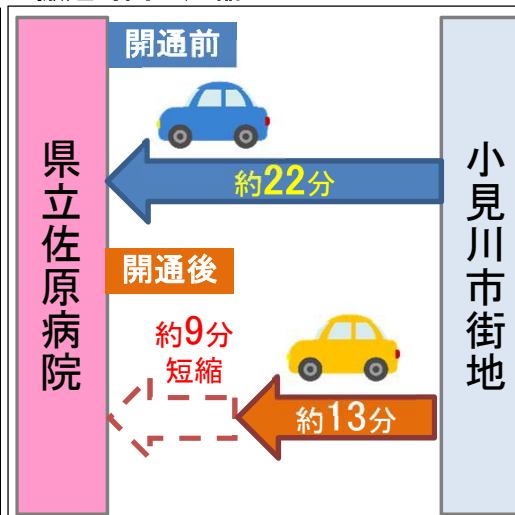 開通前
県立佐原病院
小見川市街地
約22分
開通後
約9分
短縮
約13分